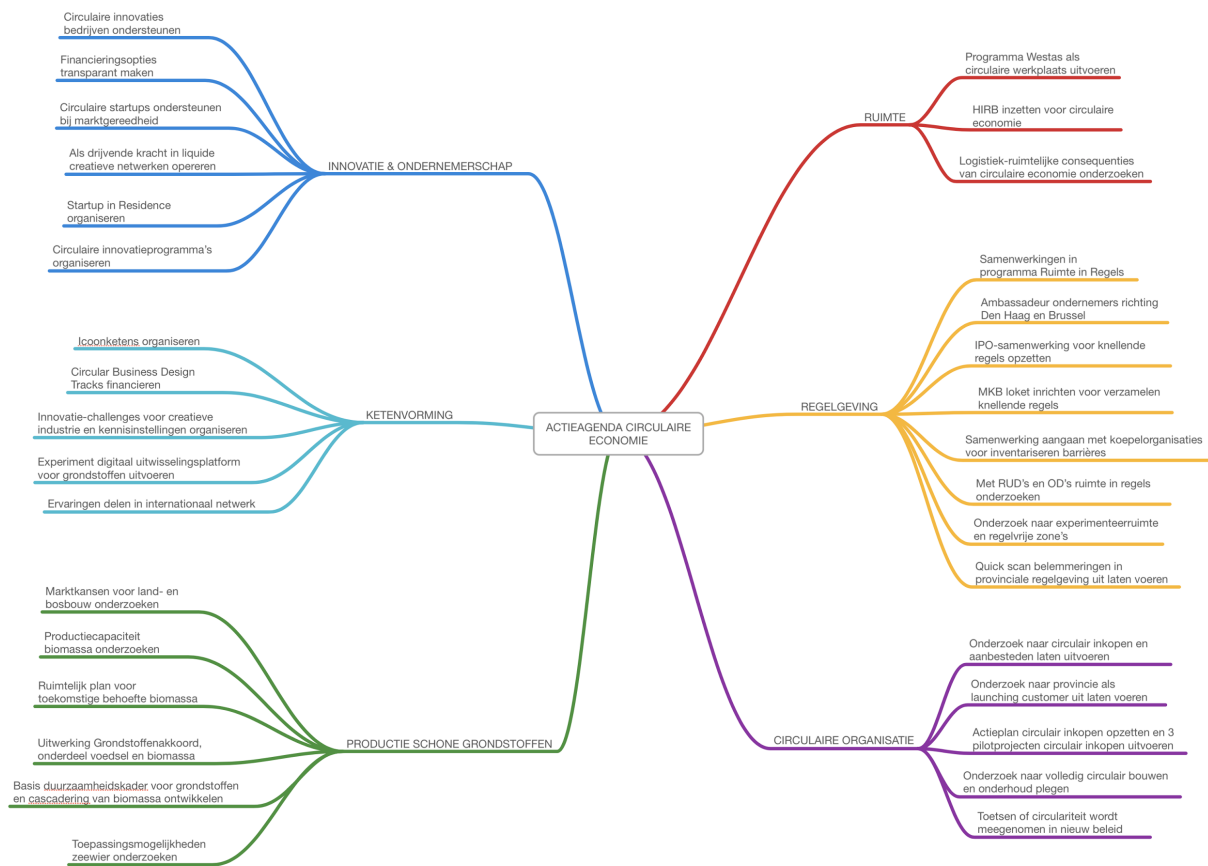 Circulaire innovaties
bedrijven ondersteunen
Financieringsopties
transparant maken
Circulaire startups ondersteunen
bij marktgereedheid
Als drijvende kracht in liquide
creatieve netwerken opereren
Startup in Residence
organiseren
Circulaire innovatieprogramma's
organiseren
INNOVATIE & ONDERNEMERSCHAP
Icoonketens organiseren
Circular Business Design
Tracks financieren
Innovatie-challenges voor creatieve
industrie en kennisinstellingen organiseren
Experiment digitaal uitwisselingsplatform
voor grondstoffen uitvoeren
Ervaringen delen in internationaal netwerk
KETENVORMING
Marktkansen voor land- en
bosbouw onderzoeken
Productiecapaciteit
biomassa onderzoeken
Ruimtelijk plan voor
toekomstige behoefte biomassa
Uitwerking Grondstoffenakkoord,
onderdeel voedsel en biomassa
Basis duurzaamheidskader voor grondstoffen
en cascadering van biomassa ontwikkelen
Toepassingsmogelijkheden
zeewier onderzoeken
PRODUCTIE SCHONE GRONDSTOFFEN
ACTIEAGENDA CIRCULAIRE
ECONOMIE
RUIMTE
Programma Westas als
circulaire werkplaats uitvoeren
HIRB inzetten voor circulaire
economie
Logistiek-ruimtelijke consequenties
van circulaire economie onderzoeken
REGELGEVING
Samenwerkingen in
programma Ruimte in Regels
Ambassadeur ondernemers richting
Den Haag en Brussel
IPO-samenwerking voor knellende
regels opzetten
MKB loket inrichten voor verzamelen
knellende regels
Samenwerking aangaan met koepelorganisaties
voor inventariseren barrières
Met RUD's en OD's ruimte in regels
onderzoeken
Onderzoek naar experimenteerruimte
en regelvrije zone's
Quick scan belemmeringen in
provinciale regelgeving uit laten voeren
CIRCULAIRE ORGANISATIE
Onderzoek naar circulair inkopen en
aanbesteden laten uitvoeren
Onderzoek naar provincie als
launching customer uit laten voeren
Actieplan circulair inkopen opzetten en 3
pilotprojecten circulair inkopen uitvoeren
Onderzoek naar volledig circulair bouwen
en onderhoud plegen
Toetsen of circulariteit wordt
meegenomen in nieuw beleid